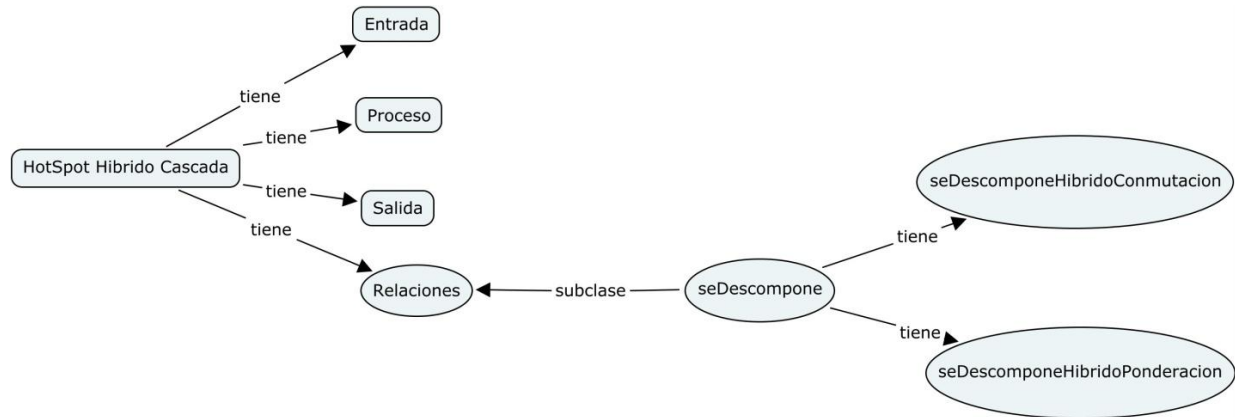 Entrada
tiene
Proceso
tiene
HotSpot Hibrido Cascada
tiene
Salida
tiene
Relaciones
subclase
seDescompone
tiene
seDescomponeHibridoConmutacion
tiene
seDescomponeHibridoPonderacion